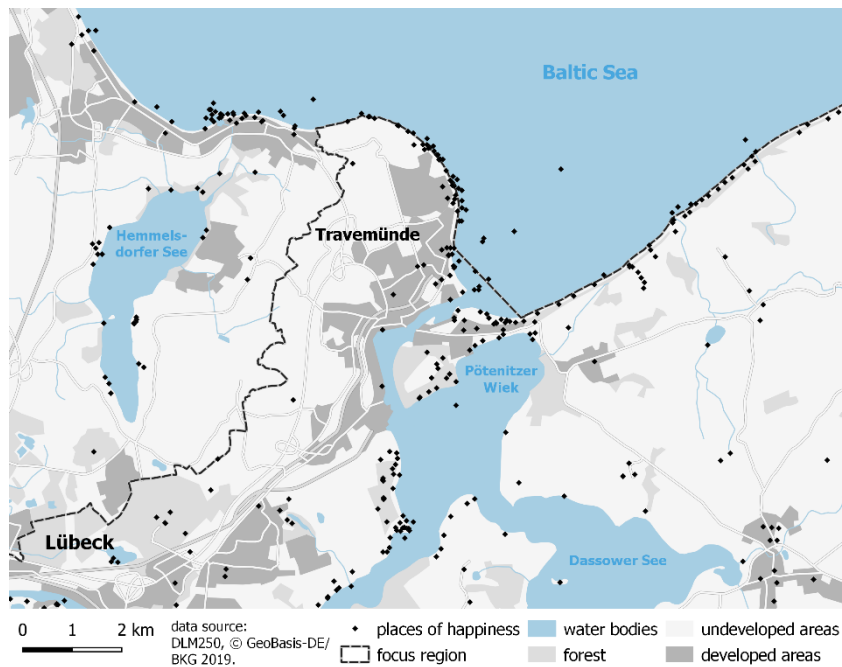 Baltic Sea
Travemünde
Hemmels-
dorfer See
Pötenitzer
Wiek
Lübeck
Dassower See
0 1 2 km
data source:
DLM250, © GeoBasis-DE/
BKG 2019.
places of happiness
focus region
water bodies
forest
undeveloped areas
developed areas